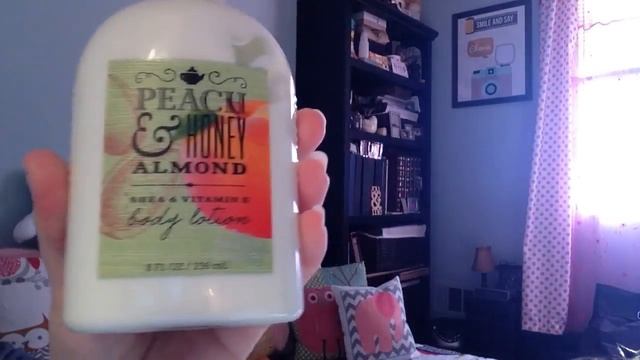 PEACH
& HONEY
ALMOND
SHEA & VITAMIN E
body lotion
8 FL OZ / 236 mL
SMILE AND SAY